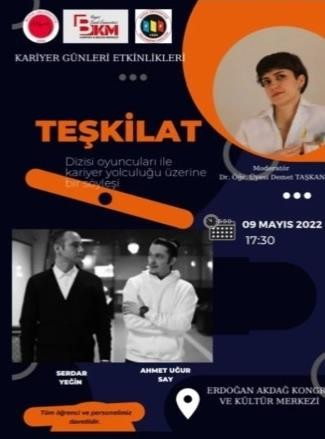 BKM
KARİYER GÜNLERİ ETKİNLİKLERİ
TEŞKİLAT
Dizisi oyuncuları ile
kariyer yolculuğu üzerine
bir söyleşi
Moderatör
Dr. Öğr. Üyesi Demet TAŞKAN
09 MAYIS 2022
17:30
SERDAR
YEĞİN
AHMET UĞUR
SAY
ERDOĞAN AKDAĞ KONGR
VE KÜLTÜR MERKEZİ
Tüm öğrenci ve personelimiz
davetlidir.